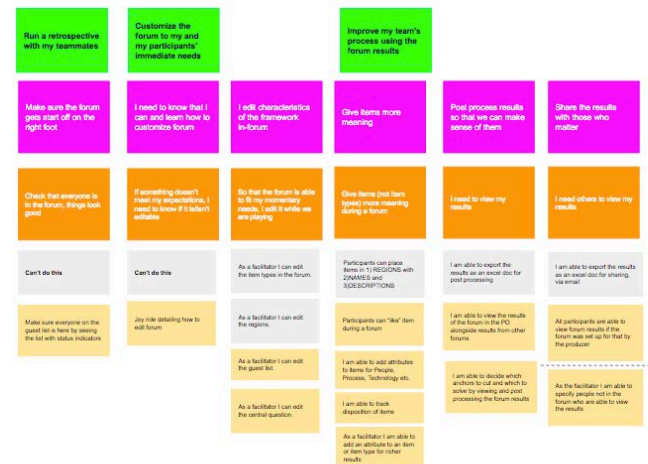 Run a retrospective
with my teammates
Customize the
forum to my and
my participants'
immediate needs
Improve my team's
process using the
forum results
Make sure the forum
gets start off on the
right foot
I need to know that I
can and learn how to
customize forum
I edit characteristics
of the framework
in-forum
Give items more
meaning
Post process results
so that we can make
sense of them
Share the results
with those who
matter
Check that everyone is
in the forum, things look
good
If something doesn't
meet my expectations, I
need to know if it is/isn't
editable
So that the forum is able
to fit my momentary
needs, I edit it while we
are playing
Give items (not item
types) more meaning
during a forum
I need to view my
results
I need others to view my
results
Can't do this
Can't do this
As a facilitator I can edit
the item types in the forum.
Participants can place
items in 1) REGIONS with
2)NAMES and
3)DESCRIPTIONS
I am able to export the
results as an excel doc for
post processing
I am able to export the results
as an excel doc for sharing,
via email
Make sure everyone on the
guest list is here by seeing
the list with status indicators
Joy ride detailing how to
edit forum
As a facilitator I can edit
the regions.
Participants can "like" item
during a forum
I am able to view the results
of the forum in the PO
alongside results from other
forums
All participants are able to
view forum results if the
forum was set up for that by
the producer
As a facilitator I can edit
the guest list.
I am able to add attributes
to items for People,
Process, Technology etc.
I am able to decide which
anchors to cut and which to
solve by viewing and post
processing the forum results
As the facilitator I am able to
specify people not in the
forum who are able to view
the results
As a facilitator I can edit
the central question.
I am able to track
disposition of items
As a facilitator I am able to
add an attribute to an item
or item type for richer
results